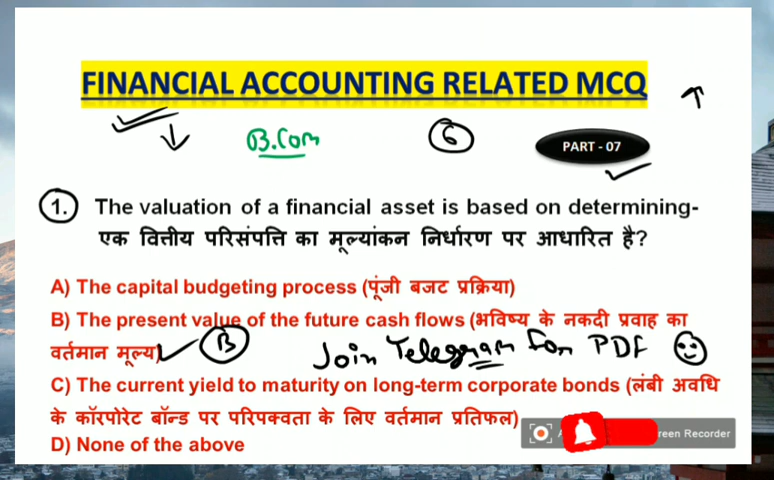 FINANCIAL ACCOUNTING RELATED MCQ
B.Com
6
PART - 07
1. The valuation of a financial asset is based on determining-
एक वित्तीय परिसंपत्ति का मूल्यांकन निर्धारण पर आधारित है?
A) The capital budgeting process (पूंजी बजट प्रक्रिया)
B) The present value of the future cash flows (भविष्य के नकदी प्रवाह का
वर्तमान मूल्य)
B
Join Telegram for PDF
C) The current yield to maturity on long-term corporate bonds (लंबी अवधि
के कॉरपोरेट बॉन्ड पर परिपक्वता के लिए वर्तमान प्रतिफल)
D) None of the above
reen Recorder